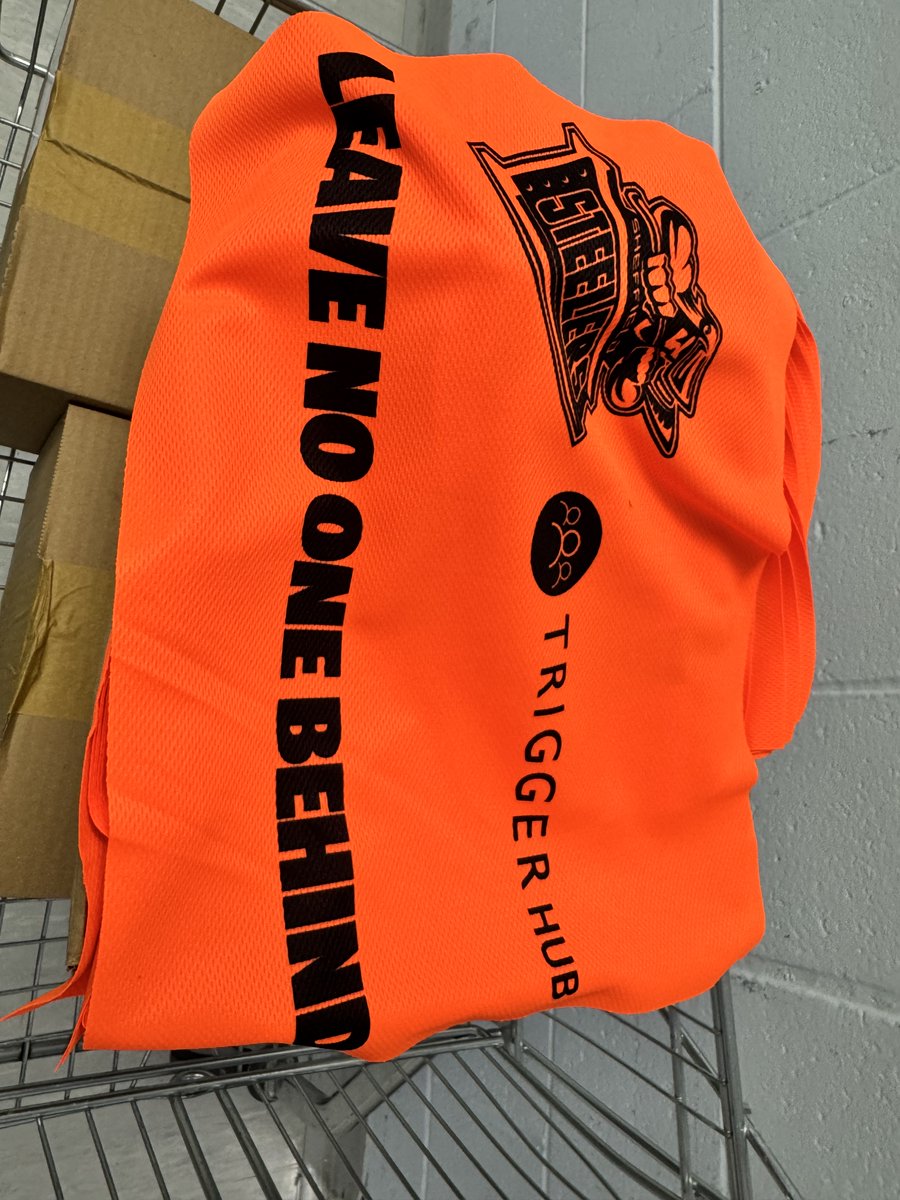 LEAVE NO ONE BEHIND
STEELERS
TRIGGER HUB